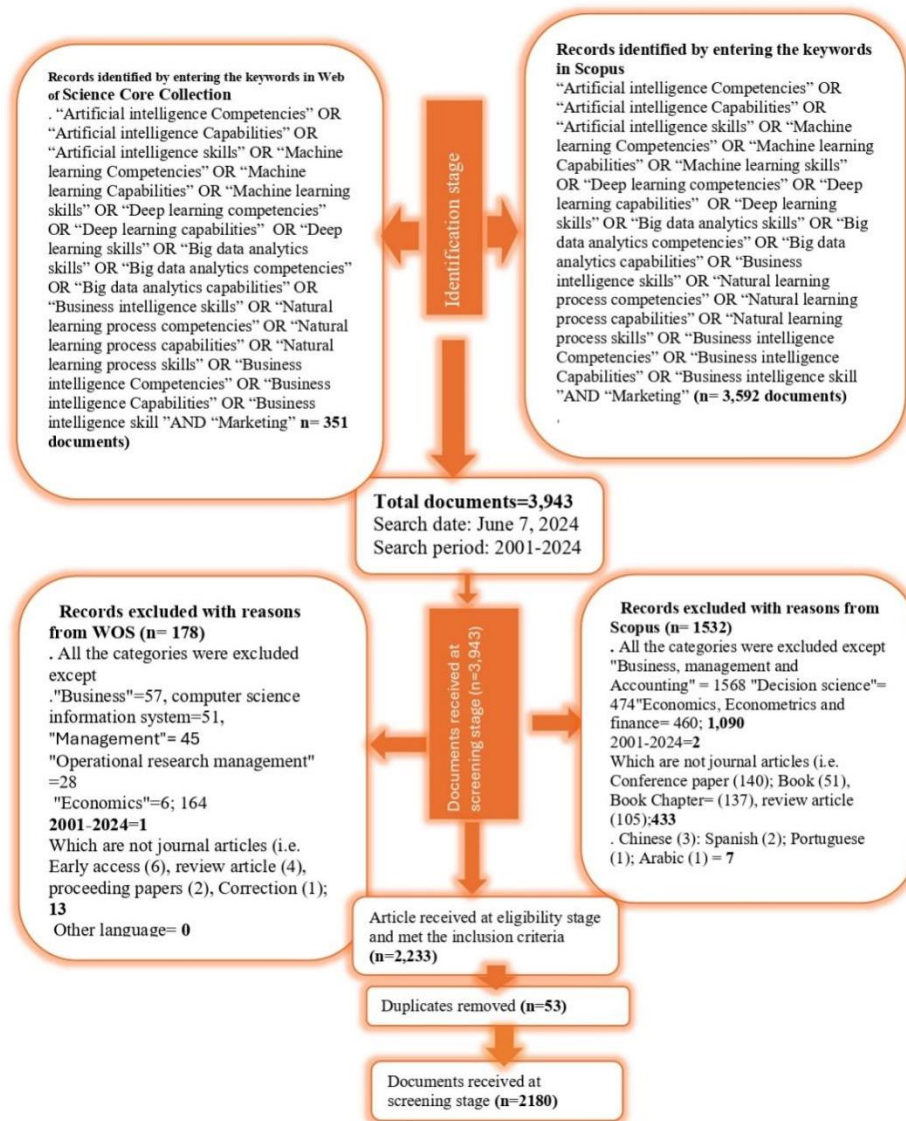 Records identified by entering the keywords in Web
of Science Core Collection
. “Artificial intelligence Competencies” OR
“Artificial intelligence Capabilities” OR
“Artificial intelligence skills” OR “Machine
learning Competencies” OR “Machine
learning Capabilities” OR “Machine learning
skills” OR “Deep learning competencies”
OR “Deep learning capabilities” OR “Deep
learning skills” OR “Big data analytics
skills” OR “Big data analytics competencies”
OR “Big data analytics capabilities” OR
“Business intelligence skills” OR “Natural
learning process competencies” OR “Natural
learning process capabilities” OR “Natural
learning process skills” OR “Business
intelligence Competencies” OR “Business
intelligence Capabilities” OR “Business
intelligence skill ”AND “Marketing” n= 351
documents)
Identification stage
Records identified by entering the keywords
in Scopus
“Artificial intelligence Competencies” OR
“Artificial intelligence Capabilities” OR
“Artificial intelligence skills” OR “Machine
learning Competencies” OR “Machine learning
Capabilities” OR “Machine learning skills”
OR “Deep learning competencies” OR “Deep
learning capabilities” OR “Deep learning
skills” OR “Big data analytics skills” OR “Big
data analytics competencies” OR “Big data
analytics capabilities” OR “Business
intelligence skills” OR “Natural learning
process competencies” OR “Natural learning
process capabilities” OR “Natural learning
process skills” OR “Business intelligence
Competencies” OR “Business intelligence
Capabilities” OR “Business intelligence skill
”AND “Marketing” (n= 3,592 documents)
.
Total documents=3,943
Search date: June 7, 2024
Search period: 2001-2024
Records excluded with reasons
from WOS (n= 178)
. All the categories were excluded
except
."Business"=57, computer science
information system=51,
"Management"= 45
"Operational research management"
=28
"Economics"=6; 164
2001-2024=1
Which are not journal articles (i.e.
Early access (6), review article (4),
proceeding papers (2), Correction (1);
13
Other language= 0
Documents received at
screening stage (n=3,943)
Records excluded with reasons from
Scopus (n= 1532)
. All the categories were excluded except
"Business, management and
Accounting" = 1568 "Decision science"=
474"Economics, Econometrics and
finance= 460; 1,090
2001-2024=2
Which are not journal articles (i.e.
Conference paper (140); Book (51),
Book Chapter= (137), review article
(105);433
. Chinese (3): Spanish (2); Portuguese
(1); Arabic (1) = 7
Article received at eligibility stage
and met the inclusion criteria
(n=2,233)
Duplicates removed (n=53)
Documents received at
screening stage (n=2180)